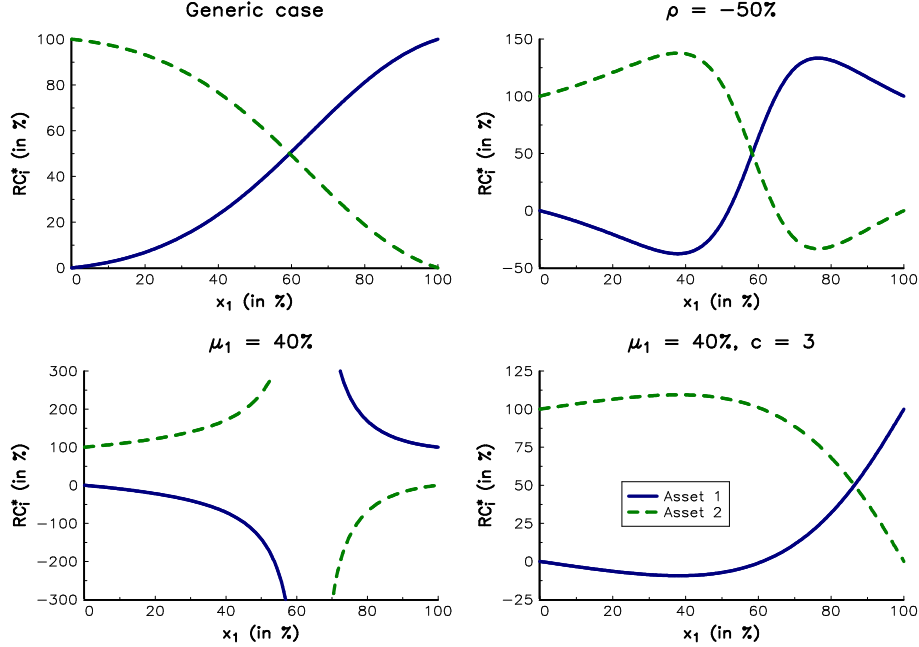 Generic case
RC*i (in %)
100
80
60
40
20
0
0 20 40 60 80 100
x1 (in %)
ρ = −50%
RC*i (in %)
150
100
50
0
−50
0 20 40 60 80 100
x1 (in %)
μ1 = 40%
RC*i (in %)
300
200
100
0
−100
−200
−300
0 20 40 60 80 100
x1 (in %)
μ1 = 40%, c = 3
RC*i (in %)
125
100
75
50
25
0
−25
Asset 1
Asset 2
0 20 40 60 80 100
x1 (in %)